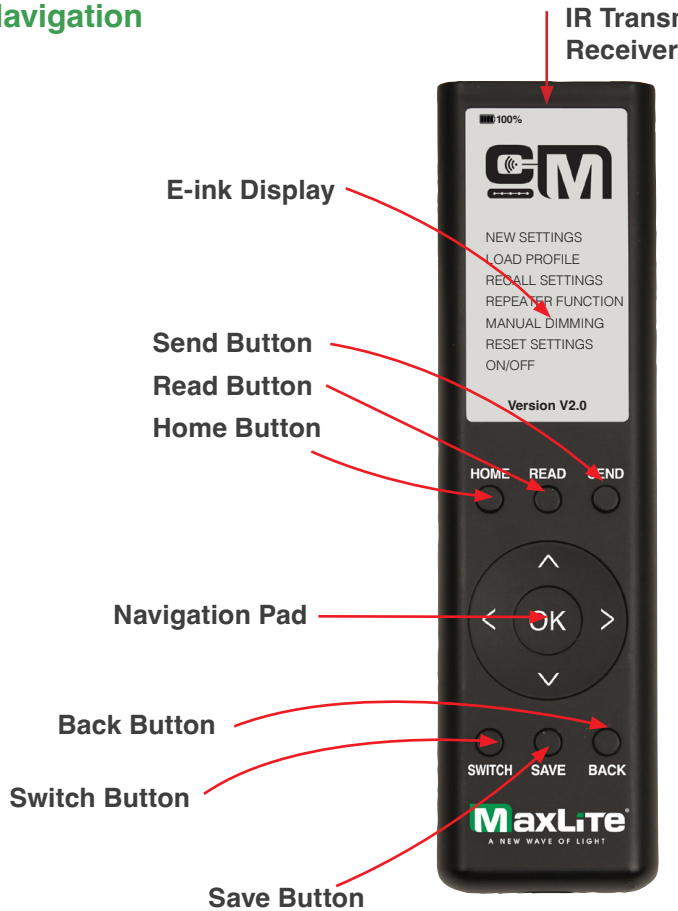 Navigation
IR Transm
Receiver
100%
CM
E-ink Display
NEW SETTINGS
LOAD PROFILE
RECALL SETTINGS
REPEATER FUNCTION
MANUAL DIMMING
RESET SETTINGS
ON/OFF
Version V2.0
Send Button
Read Button
Home Button
HOME READ SEND
Navigation Pad
OK
Back Button
Switch Button
SWITCH SAVE BACK
MaxLite®
A NEW WAVE OF LIGHT
Save Button